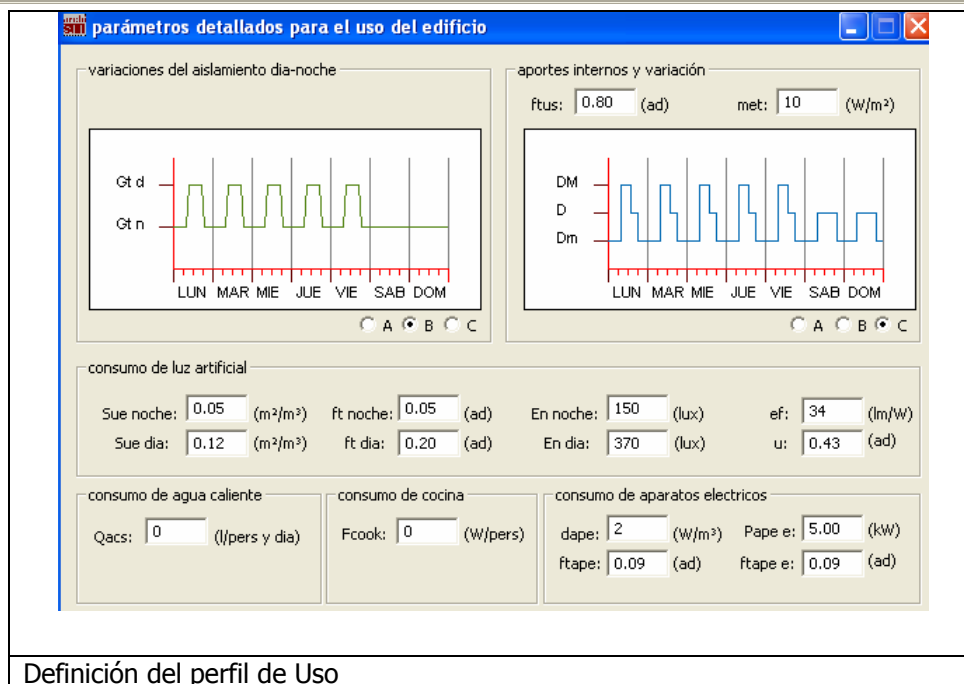 archi
SUN
parámetros detallados para el uso del edificio
variaciones del aislamiento dia-noche
Gt d
Gt n
LUN MAR MIE JUE VIE SAB DOM
A B C
aportes internos y variación
ftus: 0.80 (ad) met: 10 (W/m²)
DM
D
Dm
LUN MAR MIE JUE VIE SAB DOM
A B C
consumo de luz artificial
Sue noche: 0.05 (m²/m³) ft noche: 0.05 (ad) En noche: 150 (lux) ef: 34 (lm/W)
Sue dia: 0.12 (m²/m³) ft dia: 0.20 (ad) En dia: 370 (lux) u: 0.43 (ad)
consumo de agua caliente
Qacs: 0 (l/pers y dia)
consumo de cocina
Fcook: 0 (W/pers)
consumo de aparatos electricos
dape: 2 (W/m³) Pape e: 5.00 (kW)
ftape: 0.09 (ad) ftape e: 0.09 (ad)
Definición del perfil de Uso